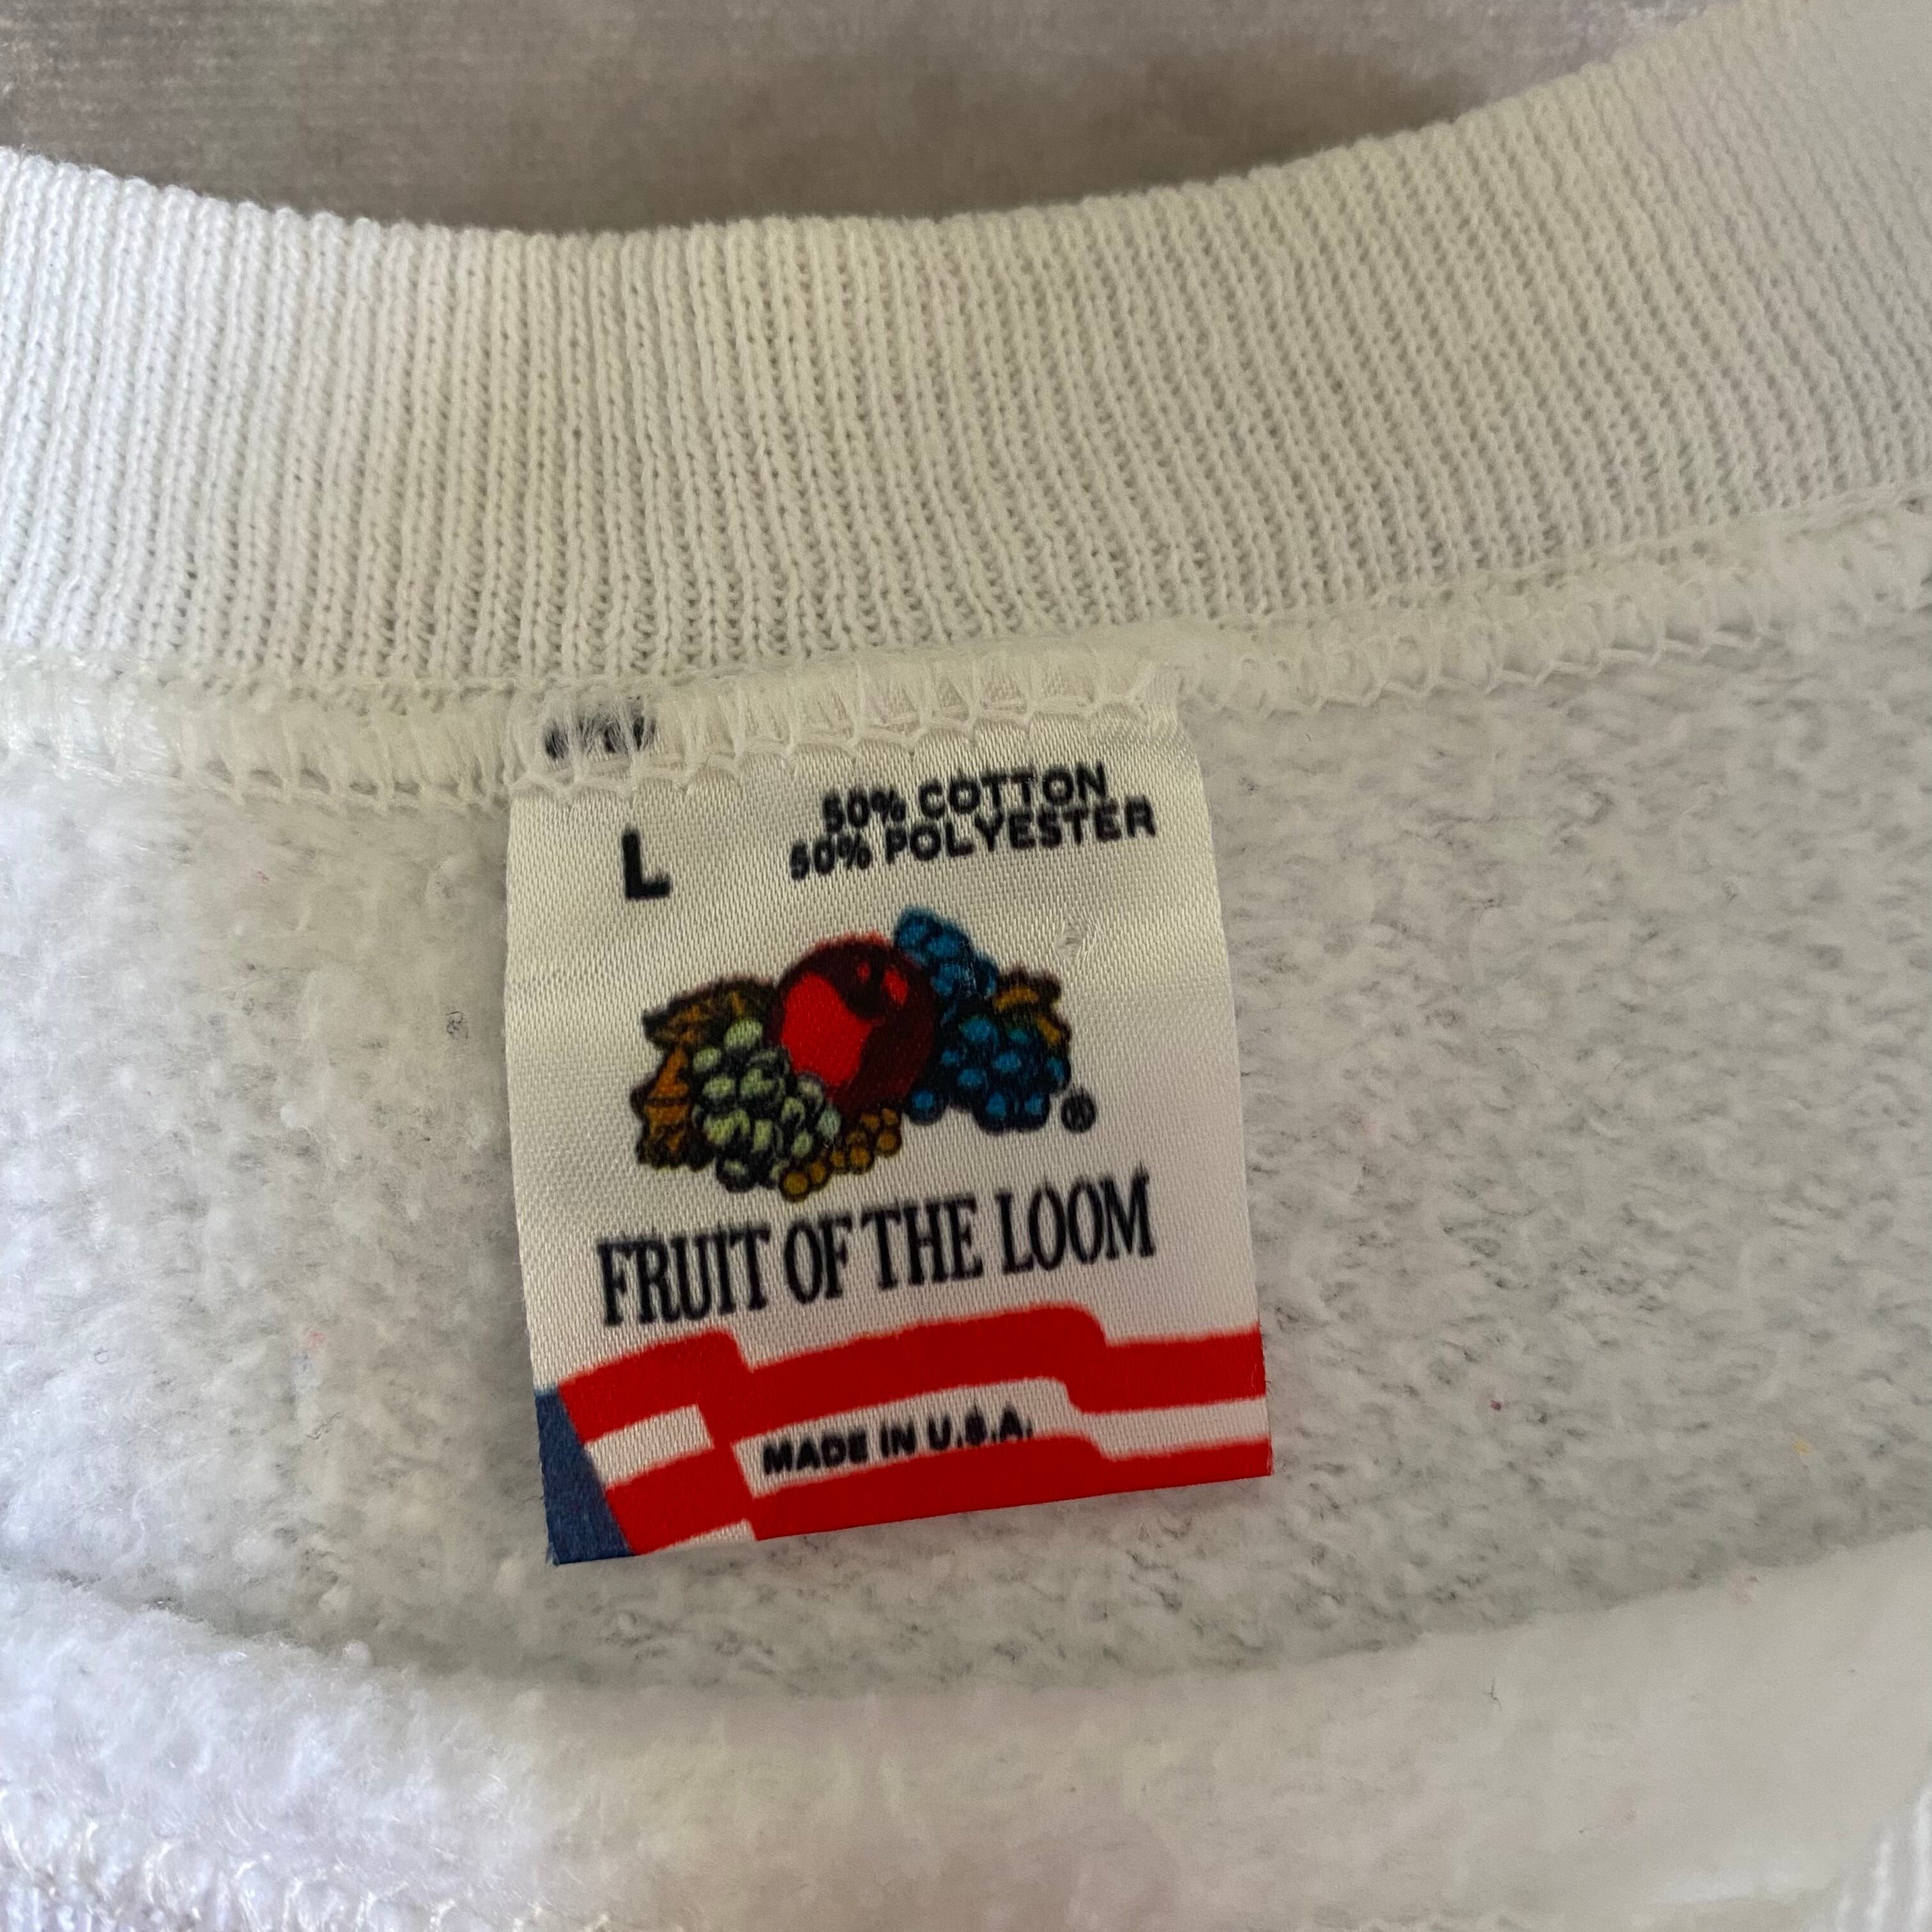 L
50% COTTON
50% POLYESTER
®
FRUIT OF THE LOOM
MADE IN U.S.A.